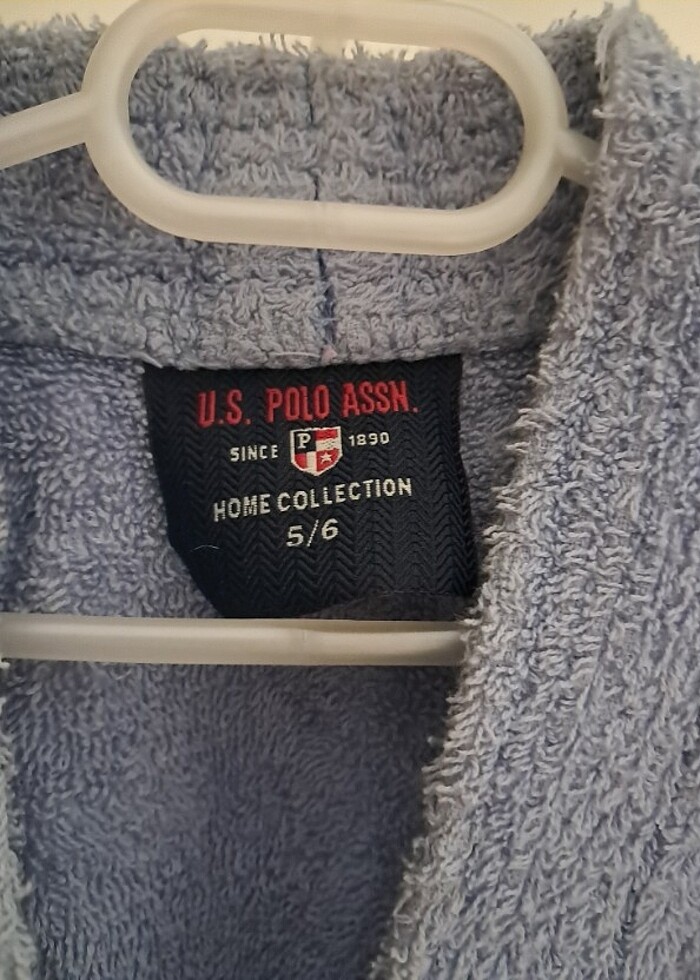 U.S. POLO ASSN.
SINCE P 1890
HOME COLLECTION
5/6